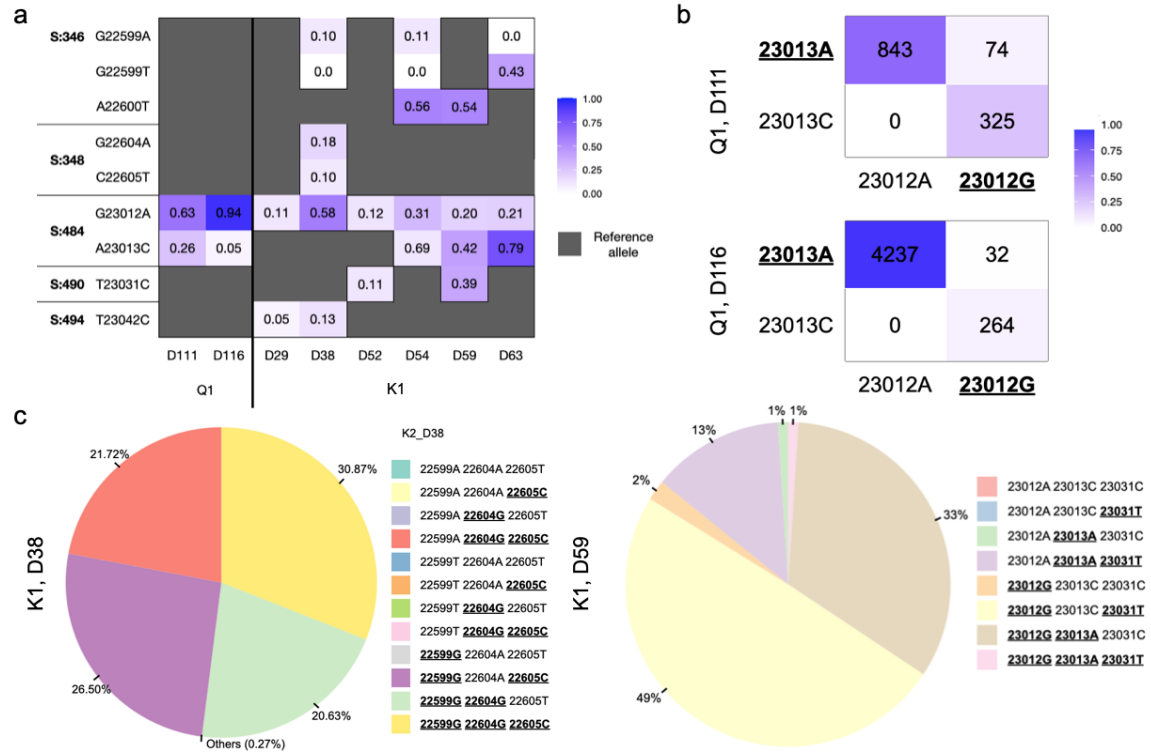 a
S:346 G22599A 0.10 0.11 0.0
G22599T 0.0 0.0 0.43
A22600T 0.56 0.54
S:348 G22604A 0.18
C22605T 0.10
S:484 G23012A 0.63 0.94 0.11 0.58 0.12 0.31 0.20 0.21
A23013C 0.26 0.05 0.69 0.42 0.79
S:490 T23031C 0.11 0.39
S:494 T23042C 0.05 0.13
D111 D116 D29 D38 D52 D54 D59 D63
Q1 K1
1.00
0.75
0.50
0.25
0.00
Reference
allele
b
Q1, D111
23013A 843 74
23013C 0 325
23012A 23012G
Q1, D116
23013A 4237 32
23013C 0 264
23012A 23012G
1.00
0.75
0.50
0.25
0.00
c
K1, D38
21.72%
30.87%
26.50%
20.63%
Others (0.27%)
K2_D38
22599A 22604A 22605T
22599A 22604A 22605C
22599A 22604G 22605T
22599A 22604G 22605C
22599T 22604A 22605T
22599T 22604A 22605C
22599T 22604G 22605T
22599T 22604G 22605C
22599G 22604A 22605T
22599G 22604A 22605C
22599G 22604G 22605T
22599G 22604G 22605C
K1, D59
1% 1%
13%
2%
33%
49%
23012A 23013C 23031C
23012A 23013C 23031T
23012A 23013A 23031C
23012A 23013A 23031T
23012G 23013C 23031C
23012G 23013C 23031T
23012G 23013A 23031C
23012G 23013A 23031T